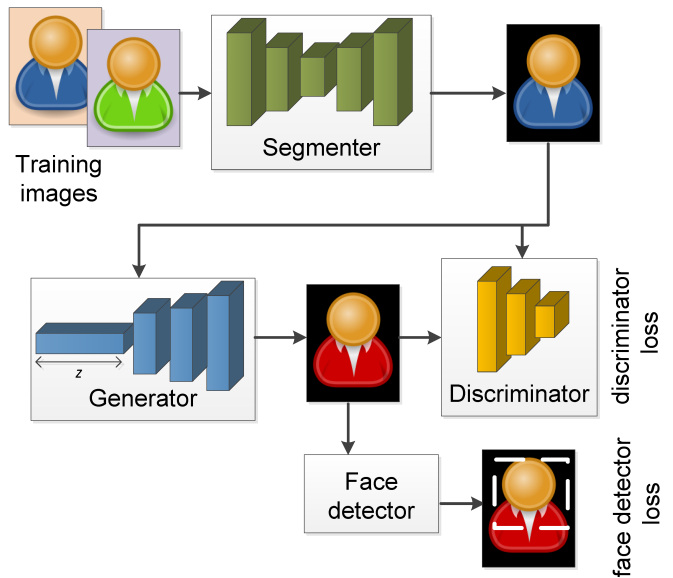 Training
images
Segmenter
z
Generator
Discriminator
discriminator
loss
Face
detector
face detector
loss